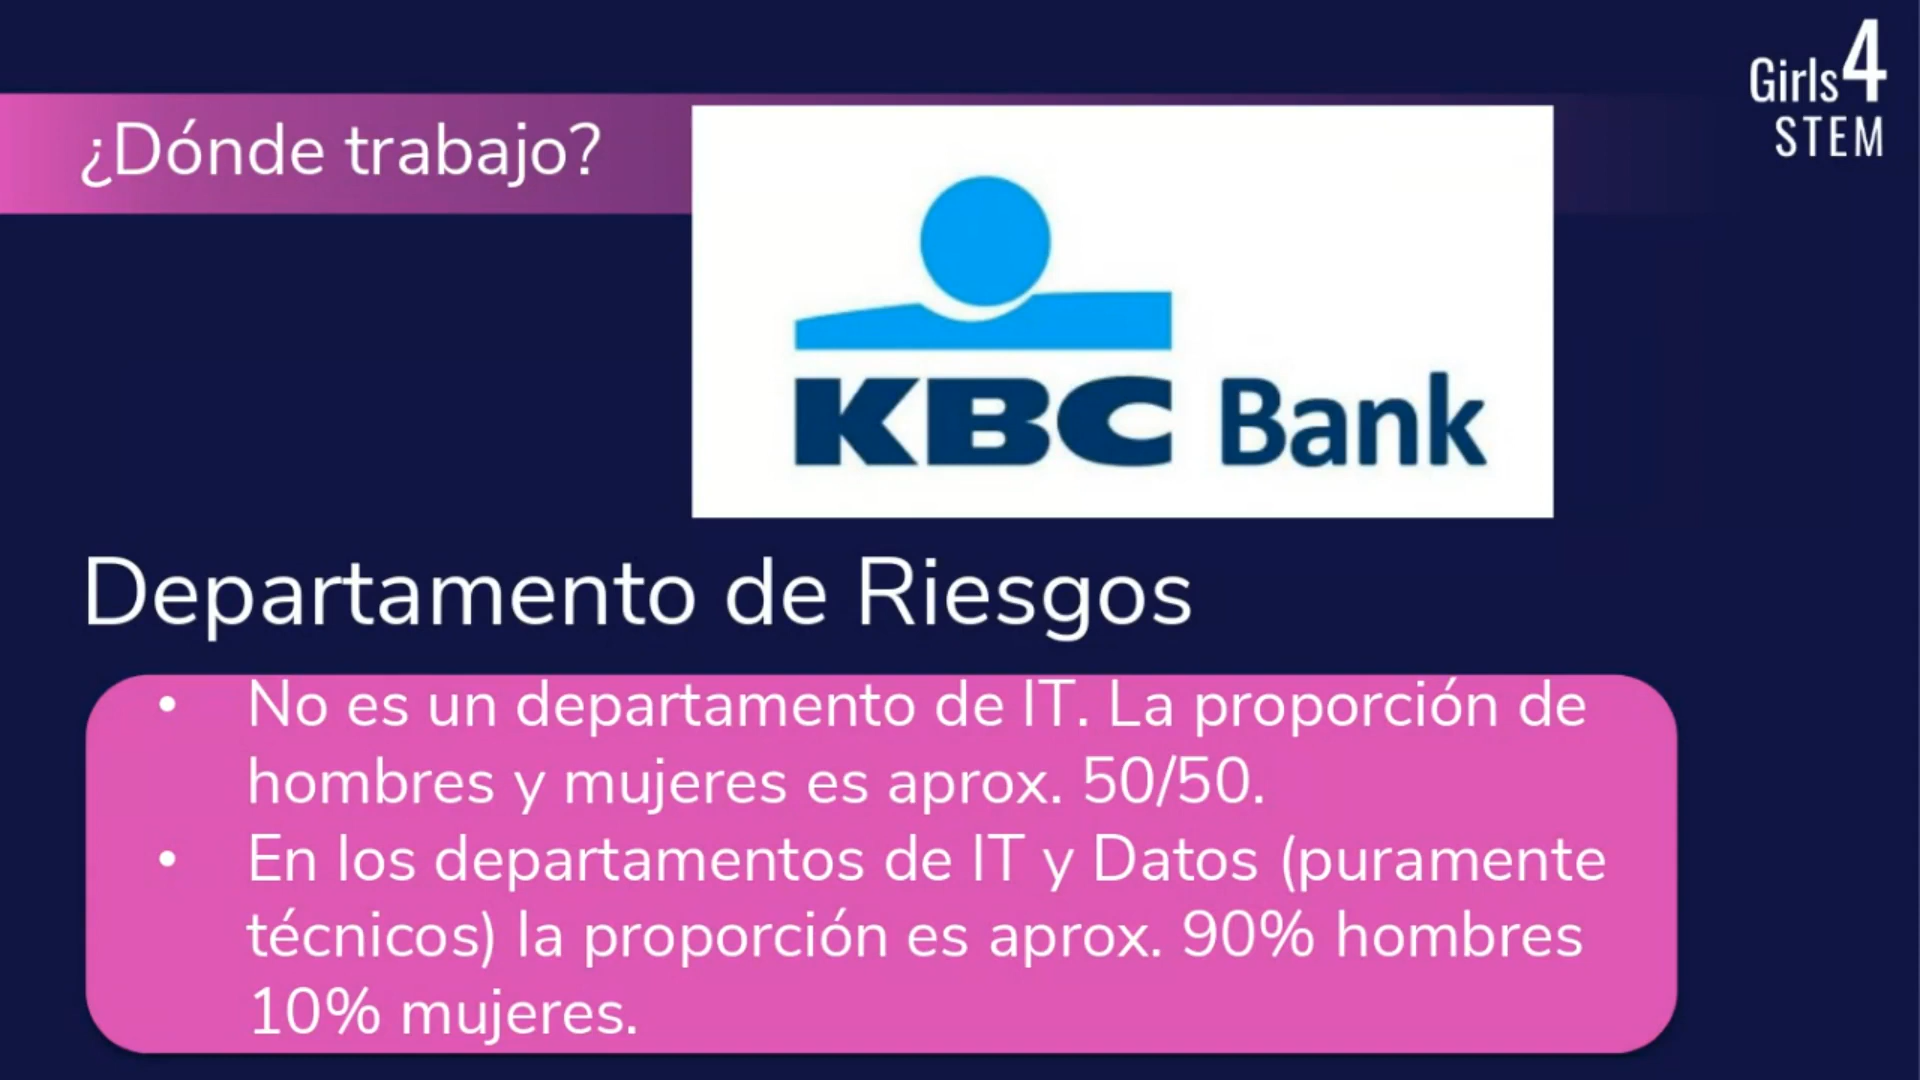 Girls4
STEM
¿Dónde trabajo?
KBC Bank
Departamento de Riesgos
• No es un departamento de IT. La proporción de
hombres y mujeres es aprox. 50/50.
• En los departamentos de IT y Datos (puramente
técnicos) la proporción es aprox. 90% hombres
10% mujeres.